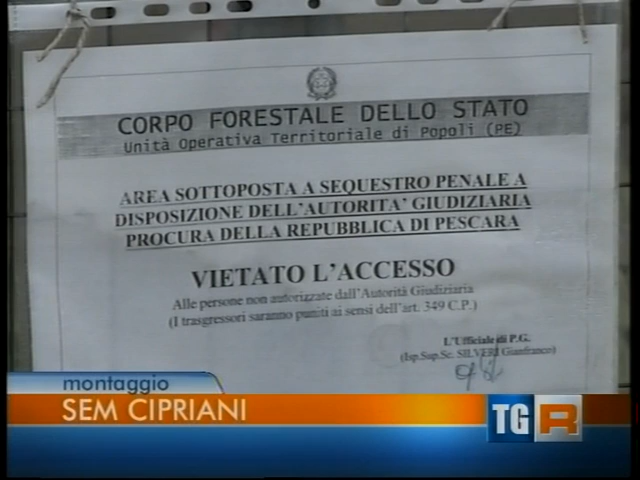 CORPO FORESTALE DELLO STATO
Unità Operativa Territoriale di Popoli (PE)
AREA SOTTOPOSTA A SEQUESTRO PENALE A
DISPOSIZIONE DELL'AUTORITA' GIUDIZIARIA
PROCURA DELLA REPUBBLICA DI PESCARA
VIETATO L'ACCESSO
Alle persone non autorizzate dall'Autorità Giudiziaria
(I trasgressori saranno puniti ai sensi dell'art. 349 C.P.)
L'Ufficiale di P.G.
(Isp.Sup.Sc. SILVERI Gianfranco)
montaggio
SEM CIPRIANI
TGR